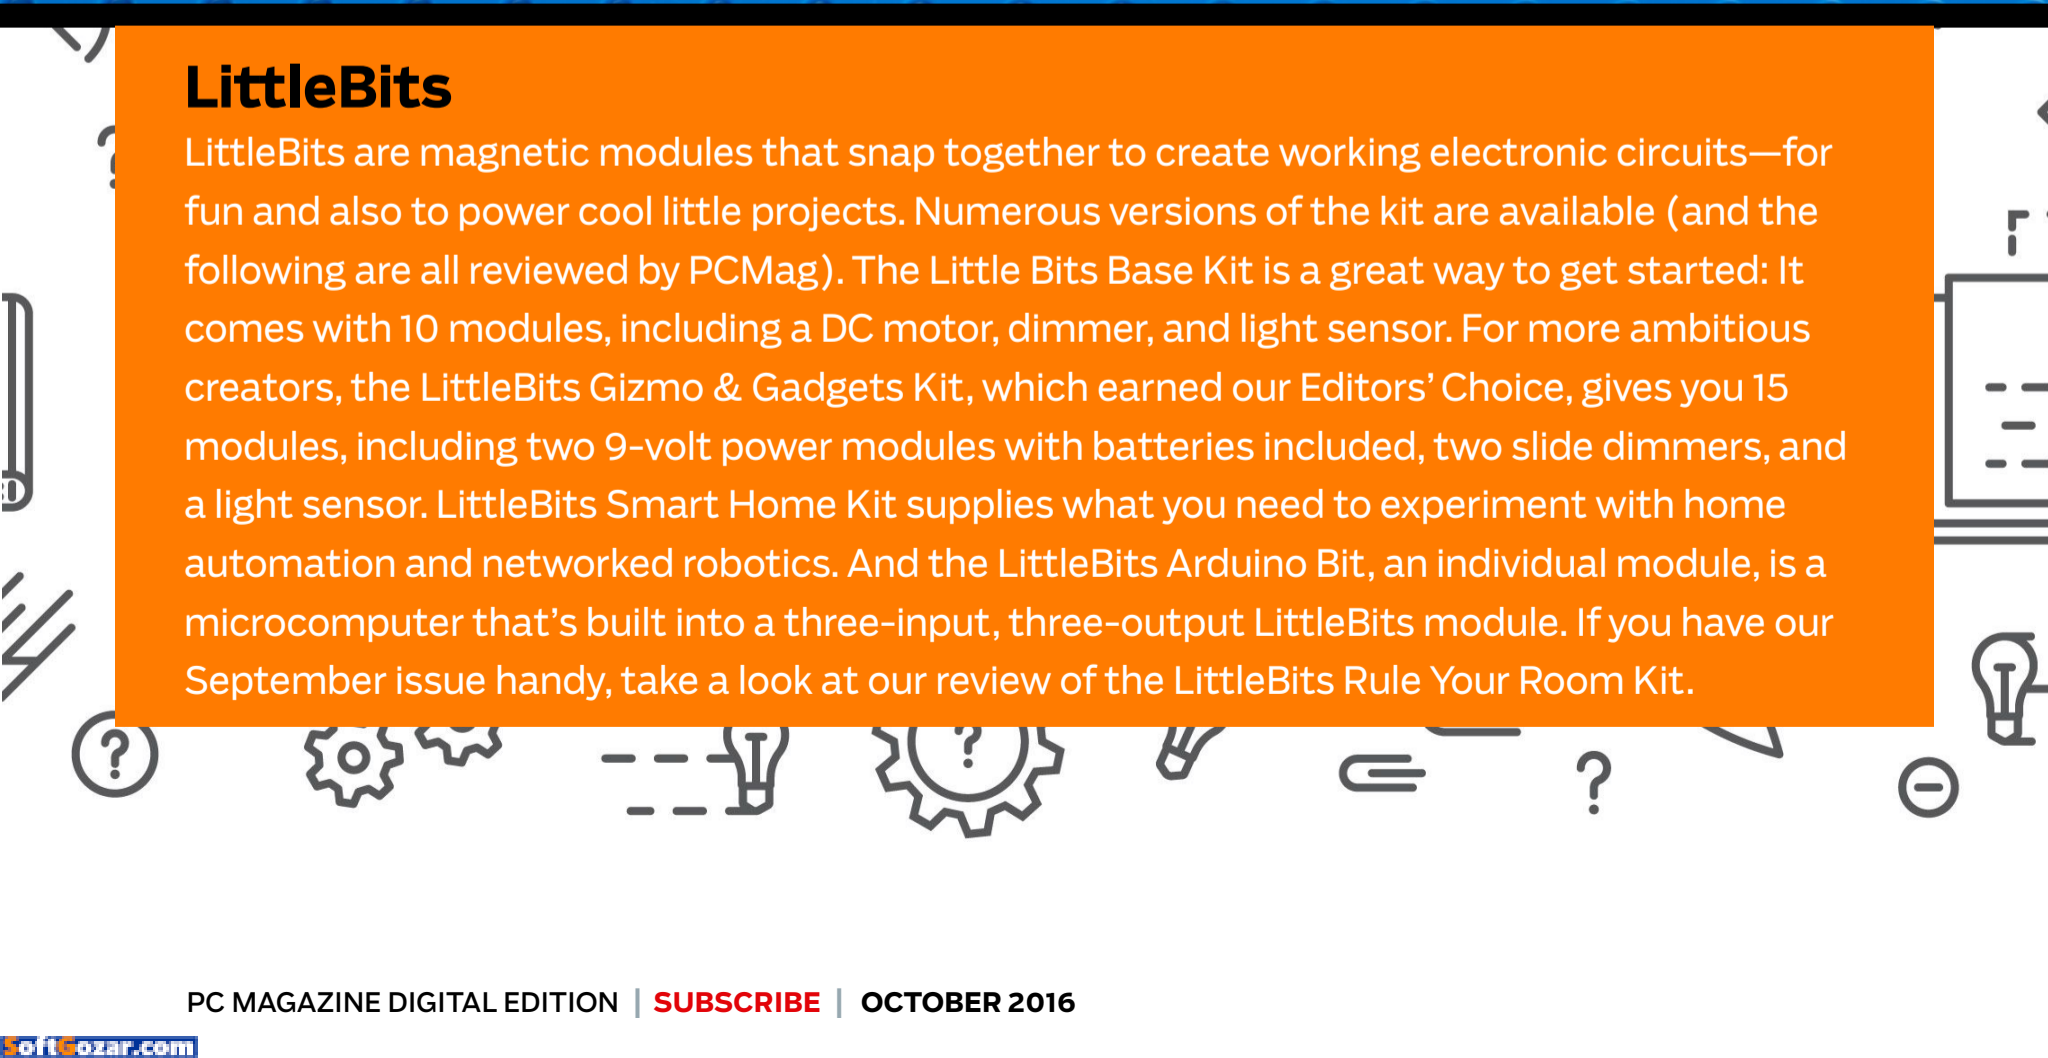 LittleBits
LittleBits are magnetic modules that snap together to create working electronic circuits—for
fun and also to power cool little projects. Numerous versions of the kit are available (and the
following are all reviewed by PCMag). The Little Bits Base Kit is a great way to get started: It
comes with 10 modules, including a DC motor, dimmer, and light sensor. For more ambitious
creators, the LittleBits Gizmo & Gadgets Kit, which earned our Editors’ Choice, gives you 15
modules, including two 9-volt power modules with batteries included, two slide dimmers, and
a light sensor. LittleBits Smart Home Kit supplies what you need to experiment with home
automation and networked robotics. And the LittleBits Arduino Bit, an individual module, is a
microcomputer that’s built into a three-input, three-output LittleBits module. If you have our
September issue handy, take a look at our review of the LittleBits Rule Your Room Kit.
?
?
?
?
PC MAGAZINE DIGITAL EDITION | SUBSCRIBE | OCTOBER 2016
SoftGozar.com